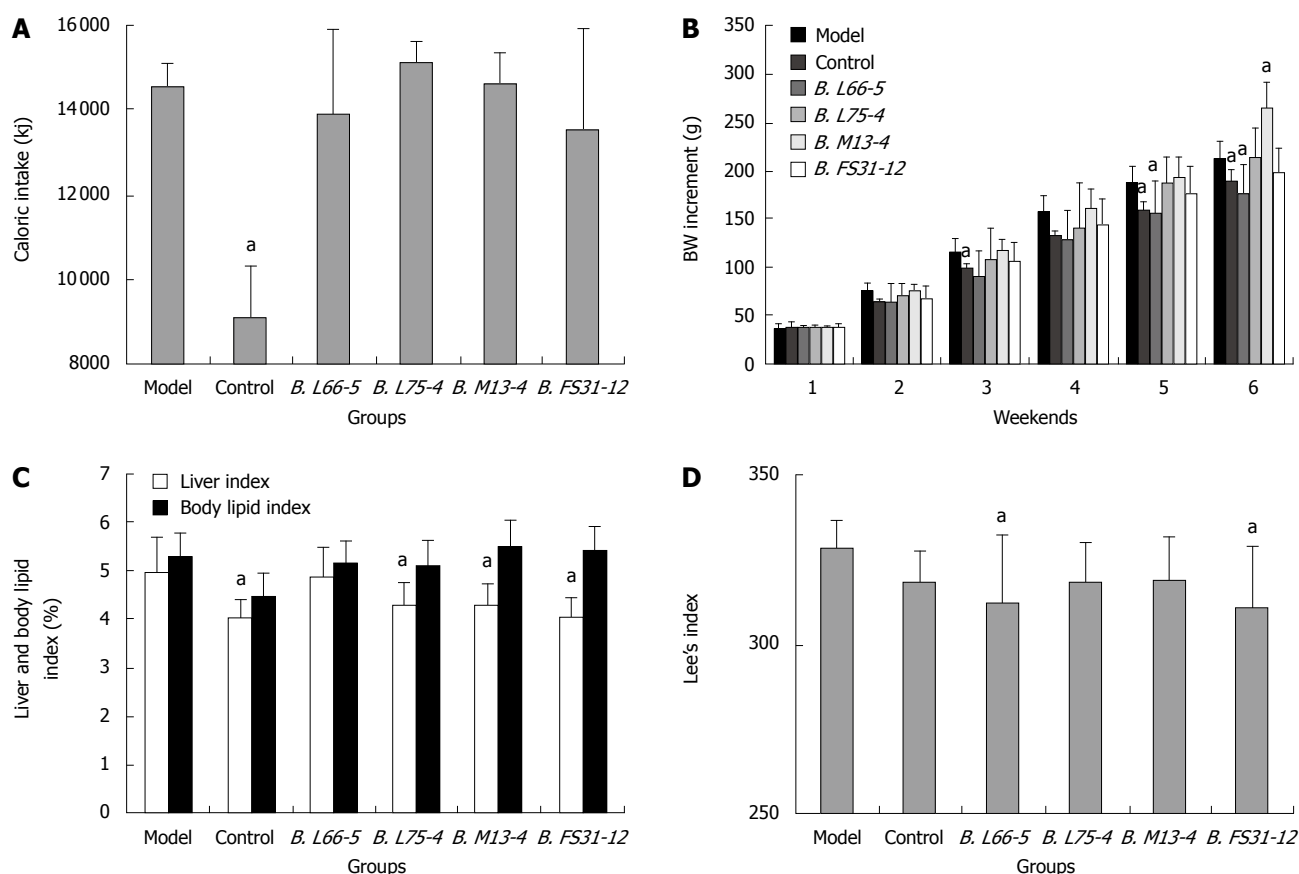 A
16000
14000
12000
10000
8000
Caloric intake (kj)
a
Model Control B. L66-5 B. L75-4 B. M13-4 B. FS31-12
Groups
B
350
300
250
200
150
100
50
0
BW increment (g)
Model
Control
B. L66-5
B. L75-4
B. M13-4
B. FS31-12
a
a a
a a
a
1 2 3 4 5 6
Weekends
C
7
6
5
4
3
2
1
0
Liver and body lipid
index (%)
Liver index
Body lipid index
a a a a
Model Control B. L66-5 B. L75-4 B. M13-4 B. FS31-12
Groups
D
350
300
250
Lee's index
a a
Model Control B. L66-5 B. L75-4 B. M13-4 B. FS31-12
Groups